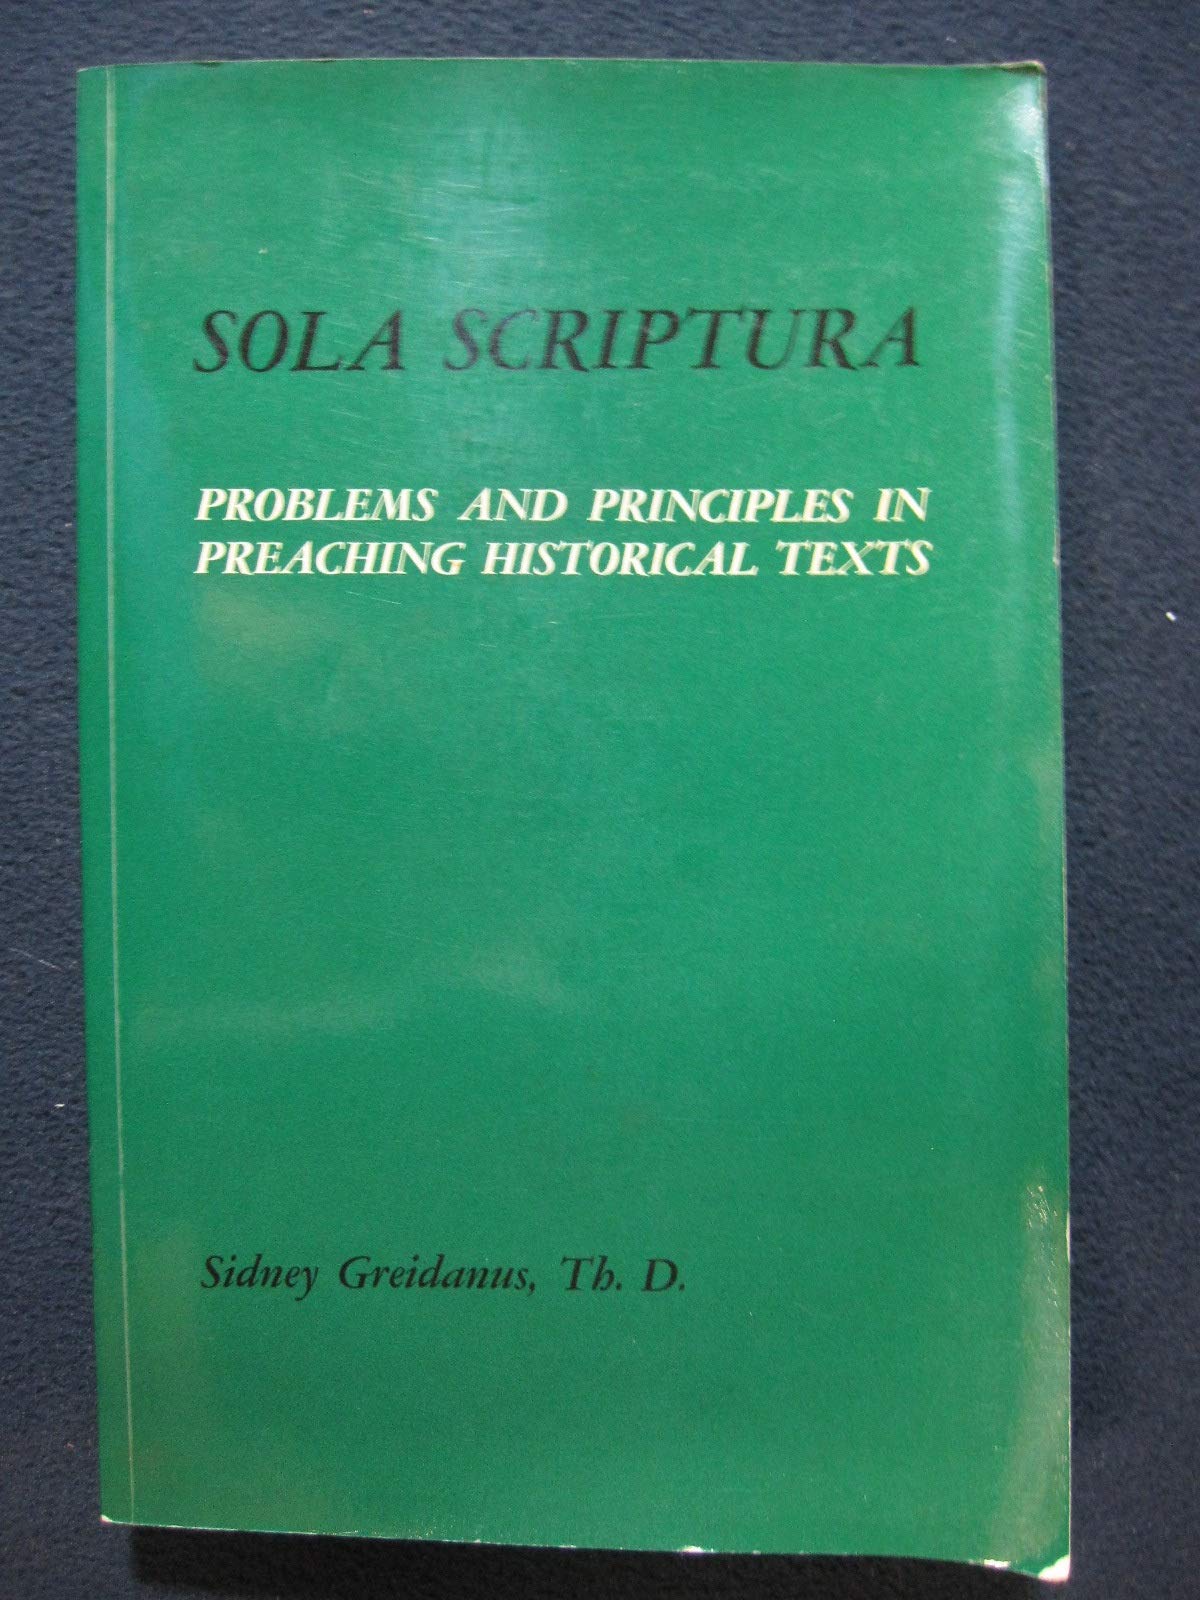 SOLA SCRIPTURA
PROBLEMS AND PRINCIPLES IN
PREACHING HISTORICAL TEXTS
Sidney Greidanus, Th. D.